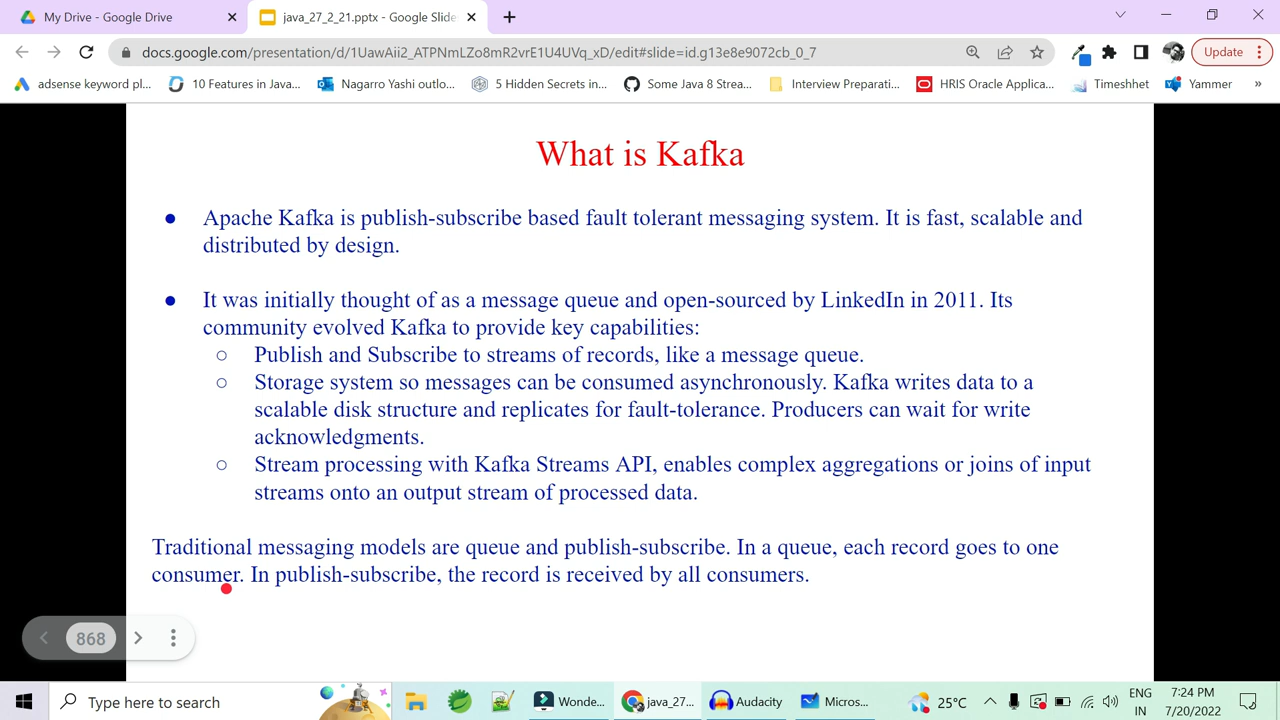 My Drive - Google Drive
java_27_2_21.pptx - Google Slide
docs.google.com/presentation/d/1UawAii2_ATPNmLZo8mR2vrE1U4UVq_xD/edit#slide=id.g13e8e9072cb_0_7
Update
adsense keyword pl...
10 Features in Java...
Nagarro Yashi outlo...
5 Hidden Secrets in...
Some Java 8 Strea...
Interview Preparati...
HRIS Oracle Applica...
Timeshhet
Yammer
»
What is Kafka
● Apache Kafka is publish-subscribe based fault tolerant messaging system. It is fast, scalable and
distributed by design.
● It was initially thought of as a message queue and open-sourced by LinkedIn in 2011. Its
community evolved Kafka to provide key capabilities:
○ Publish and Subscribe to streams of records, like a message queue.
○ Storage system so messages can be consumed asynchronously. Kafka writes data to a
scalable disk structure and replicates for fault-tolerance. Producers can wait for write
acknowledgments.
○ Stream processing with Kafka Streams API, enables complex aggregations or joins of input
streams onto an output stream of processed data.
Traditional messaging models are queue and publish-subscribe. In a queue, each record goes to one
consumer. In publish-subscribe, the record is received by all consumers.
868
Type here to search
Wonde...
java_27...
Audacity
Micros...
25°C
ENG
IN
7:24 PM
7/20/2022